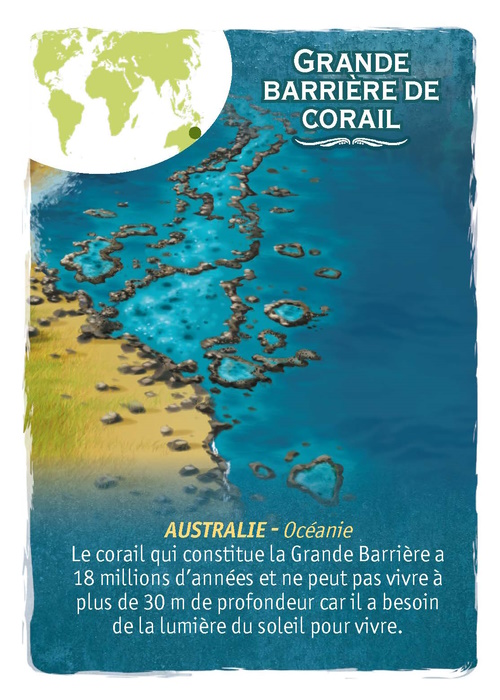 GRANDE
BARRIÈRE DE
CORAIL
AUSTRALIE - Océanie
Le corail qui constitue la Grande Barrière a
18 millions d'années et ne peut pas vivre à
plus de 30 m de profondeur car il a besoin
de la lumière du soleil pour vivre.